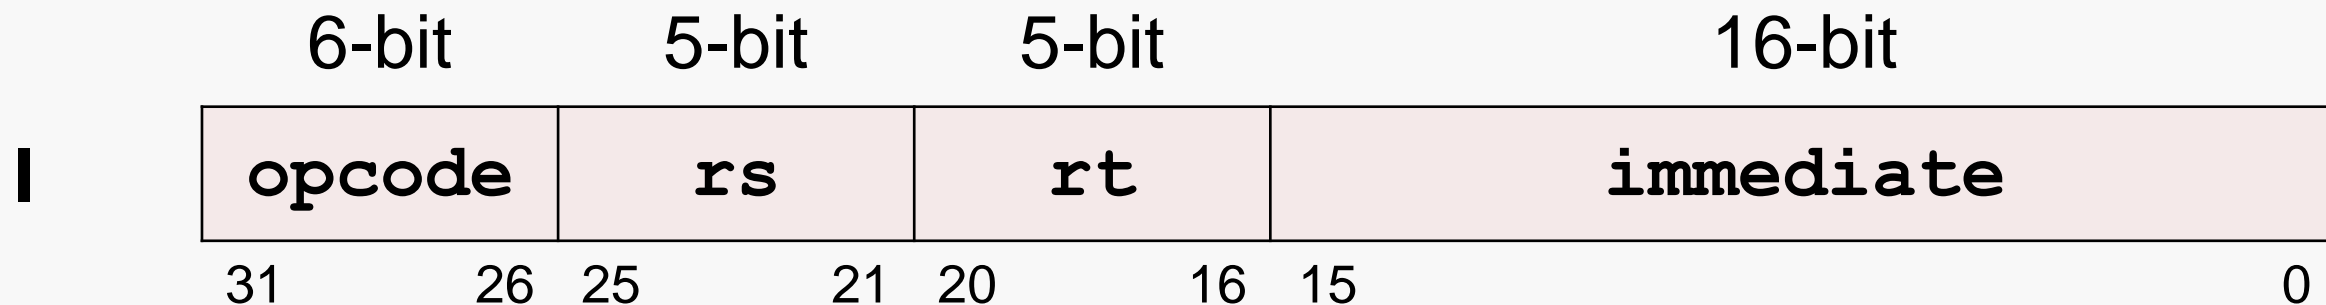 6-bit 5-bit 5-bit 16-bit
I opcode rs rt immediate
31 26 25 21 20 16 15 0